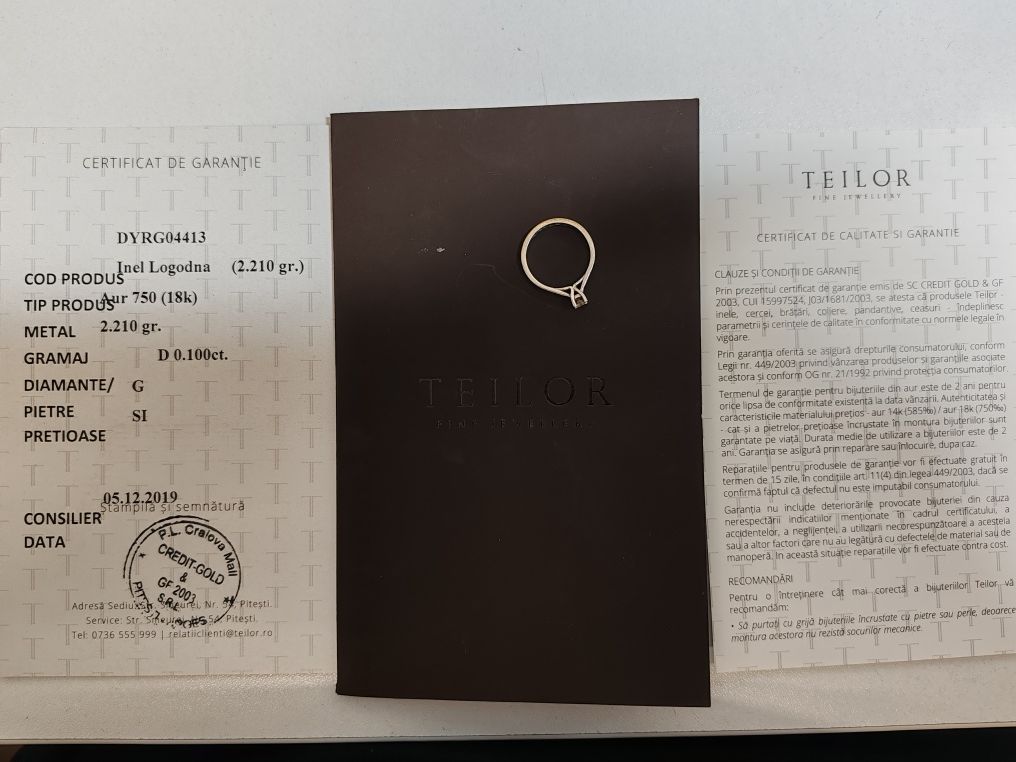 CERTIFICAT DE GARANȚIE
DYRG04413
Inel Logodna (2.210 gr.)
COD PRODUS
Aur 750 (18k)
TIP PRODUS
2.210 gr.
METAL
GRAMAJ
D 0.100ct.
DIAMANTE/
G
PIETRE
SI
PRETIOASE
05.12.2019
Stampilă și semnătură
CONSILIER
DATA
P.L. Craiova Mall
CREDIT-GOLD
&
GF 2003
S.R.L.
Adresă Sediu: Str. Smeurei, Nr. 54, Pitești.
Service: Str. Smeurei, Nr. 54, Pitești.
Tel: 0736 555 999 | relatiiclienti@teilor.ro
TEILOR
FINE JEWELLERY
TEILOR
FINE JEWELLERY
CERTIFICAT DE CALITATE SI GARANTIE
CLAUZE ȘI CONDIȚII DE GARANȚIE
Prin prezentul certificat de garanție emis de SC CREDIT GOLD & GF
2003, CUI 15997524, J03/1681/2003, se atesta că produsele Teilor -
inele, cercei, brățări, coliere, pandantive, ceasuri - îndeplinesc
parametrii și cerințele de calitate în conformitate cu normele legale în
vigoare.
Prin garanția oferită se asigură drepturile consumatorului, conform
Legii nr. 449/2003 privind vânzarea produselor și garanțiile asociate
acestora și conform OG nr. 21/1992 privind protecția consumatorilor.
Termenul de garanție pentru bijuteriile din aur este de 2 ani pentru
orice lipsa de conformitate existentă la data vânzării. Autenticitatea și
caracteristicile materialului prețios - aur 14k (585‰) / aur 18k (750‰)
- cat și a pietrelor prețioase încrustate în montura bijuteriilor sunt
garantate pe viață. Durata medie de utilizare a bijuteriilor este de 2
ani. Garanția se asigură prin reparare sau înlocuire, dupa caz.
Reparațiile pentru produsele de garanție vor fi efectuate gratuit în
termen de 15 zile, în condițiile art. 11(4) din legea 449/2003, dacă se
confirmă faptul că defectul nu este imputabil consumatorului.
Garanția nu include deteriorările provocate bijuteriei din cauza
nerespectării indicatiilor menționate în cadrul certificatului, a
accidentelor, a neglijenței, a utilizării necorespunzătoare a acesteia
sau a altor factori care nu au legătură cu defectele de material sau de
manoperă. In această situație reparațiile vor fi efectuate contra cost.
RECOMANDĂRI
Pentru o întreținere cât mai corectă a bijuteriilor Teilor vă
recomandăm:
• Să purtați cu grijă bijuteriile încrustate cu pietre sau perle, deoarece
montura acestora nu rezistă socurilor mecanice.